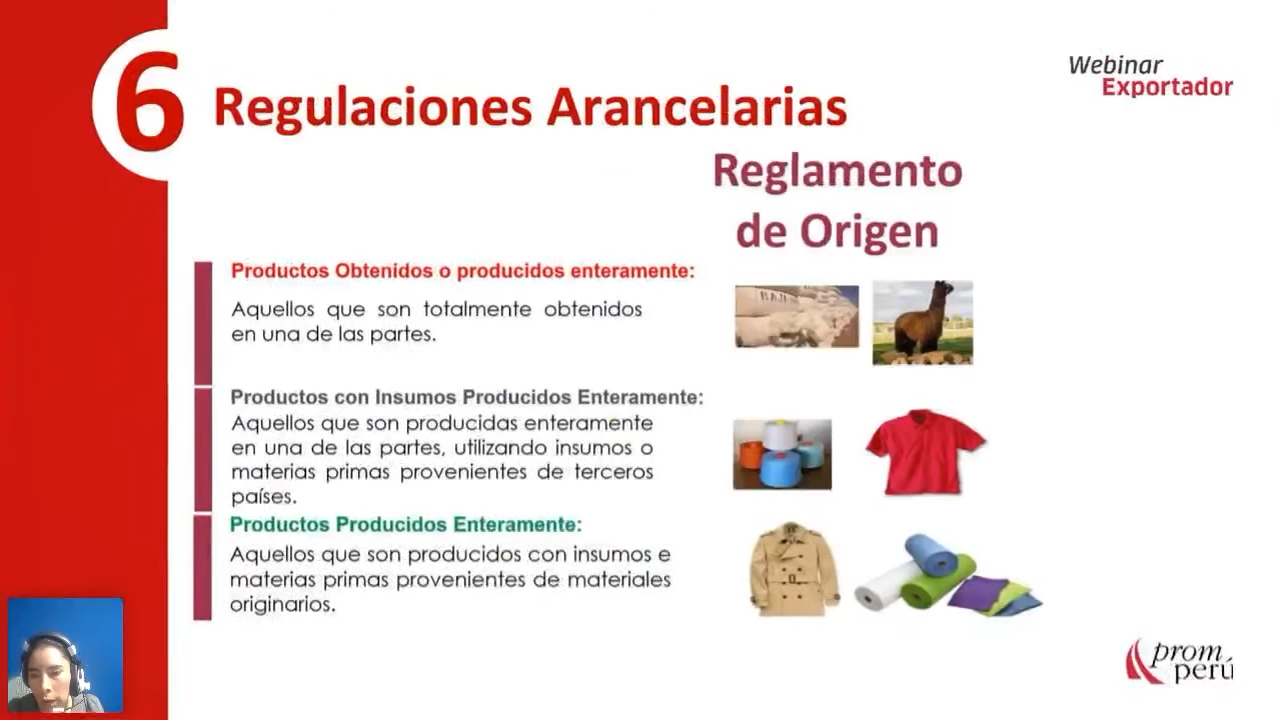 6
Regulaciones Arancelarias
Webinar
Exportador
Reglamento
de Origen
Productos Obtenidos o producidos enteramente:
Aquellos que son totalmente obtenidos
en una de las partes.
Productos con Insumos Producidos Enteramente:
Aquellos que son producidas enteramente
en una de las partes, utilizando insumos o
materias primas provenientes de terceros
países.
Productos Producidos Enteramente:
Aquellos que son producidos con insumos e
materias primas provenientes de materiales
originarios.
prom
perú